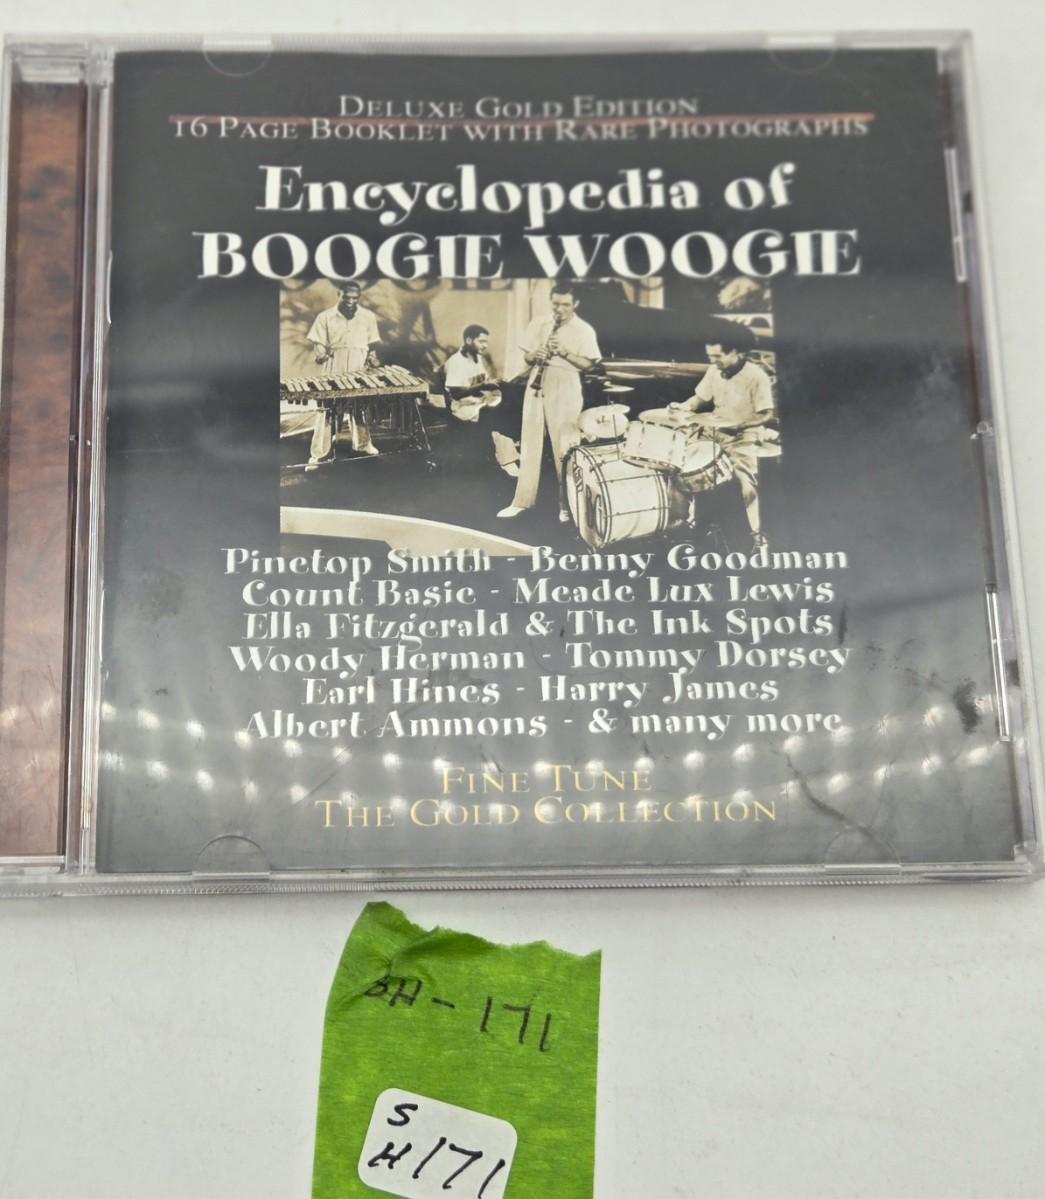 DELUXE GOLD EDITION
16 PAGE BOOKLET WITH RARE PHOTOGRAPHS
Encyclopedia of
BOOGIE WOOGIE
Pinetop Smith - Benny Goodman
Count Basie - Meade Lux Lewis
Ella Fitzgerald & The Ink Spots
Woody Herman - Tommy Dorsey
Earl Hines - Harry James
Albert Ammons - & many more
FINE TUNE
THE GOLD COLLECTION
SH-171
S
H171